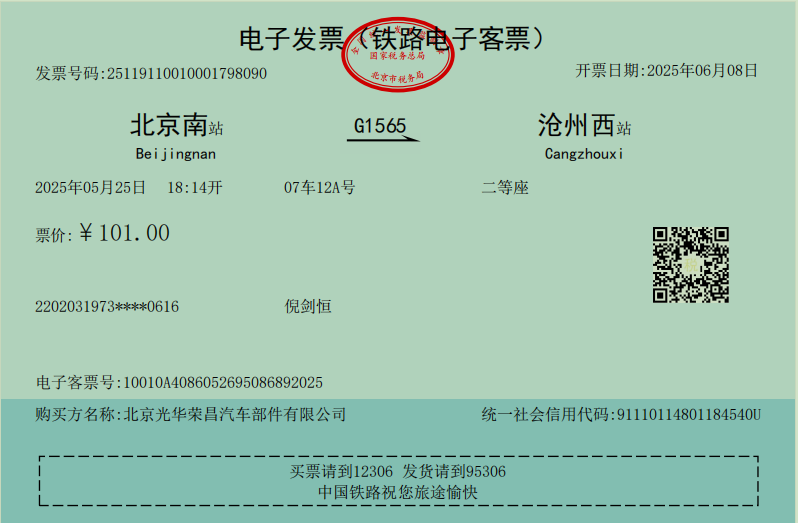 电子发票（铁路电子客票）
国家税务总局
北京市税务局
发票号码:25119110010001798090
开票日期:2025年06月08日
北京南站
G1565
沧州西站
Beijingnan
Cangzhouxi
2025年05月25日 18:14开 07车12A号 二等座
票价:￥101.00
2202031973****0616 倪剑恒
电子客票号:10010A4086052695086892025
购买方名称:北京光华荣昌汽车部件有限公司 统一社会信用代码:91110114801184540U
买票请到12306 发货请到95306
中国铁路祝您旅途愉快